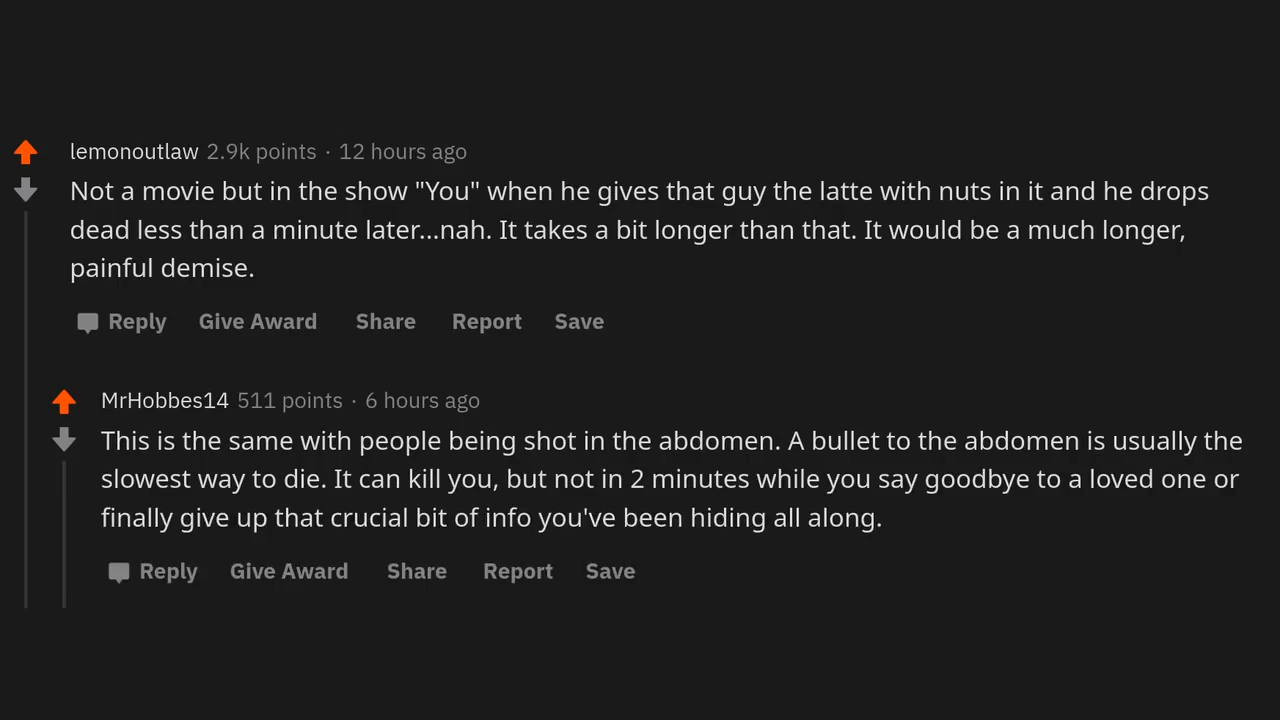 lemonoutlaw 2.9k points · 12 hours ago
Not a movie but in the show "You" when he gives that guy the latte with nuts in it and he drops
dead less than a minute later...nah. It takes a bit longer than that. It would be a much longer,
painful demise.
Reply Give Award Share Report Save
MrHobbes14 511 points · 6 hours ago
This is the same with people being shot in the abdomen. A bullet to the abdomen is usually the
slowest way to die. It can kill you, but not in 2 minutes while you say goodbye to a loved one or
finally give up that crucial bit of info you've been hiding all along.
Reply Give Award Share Report Save